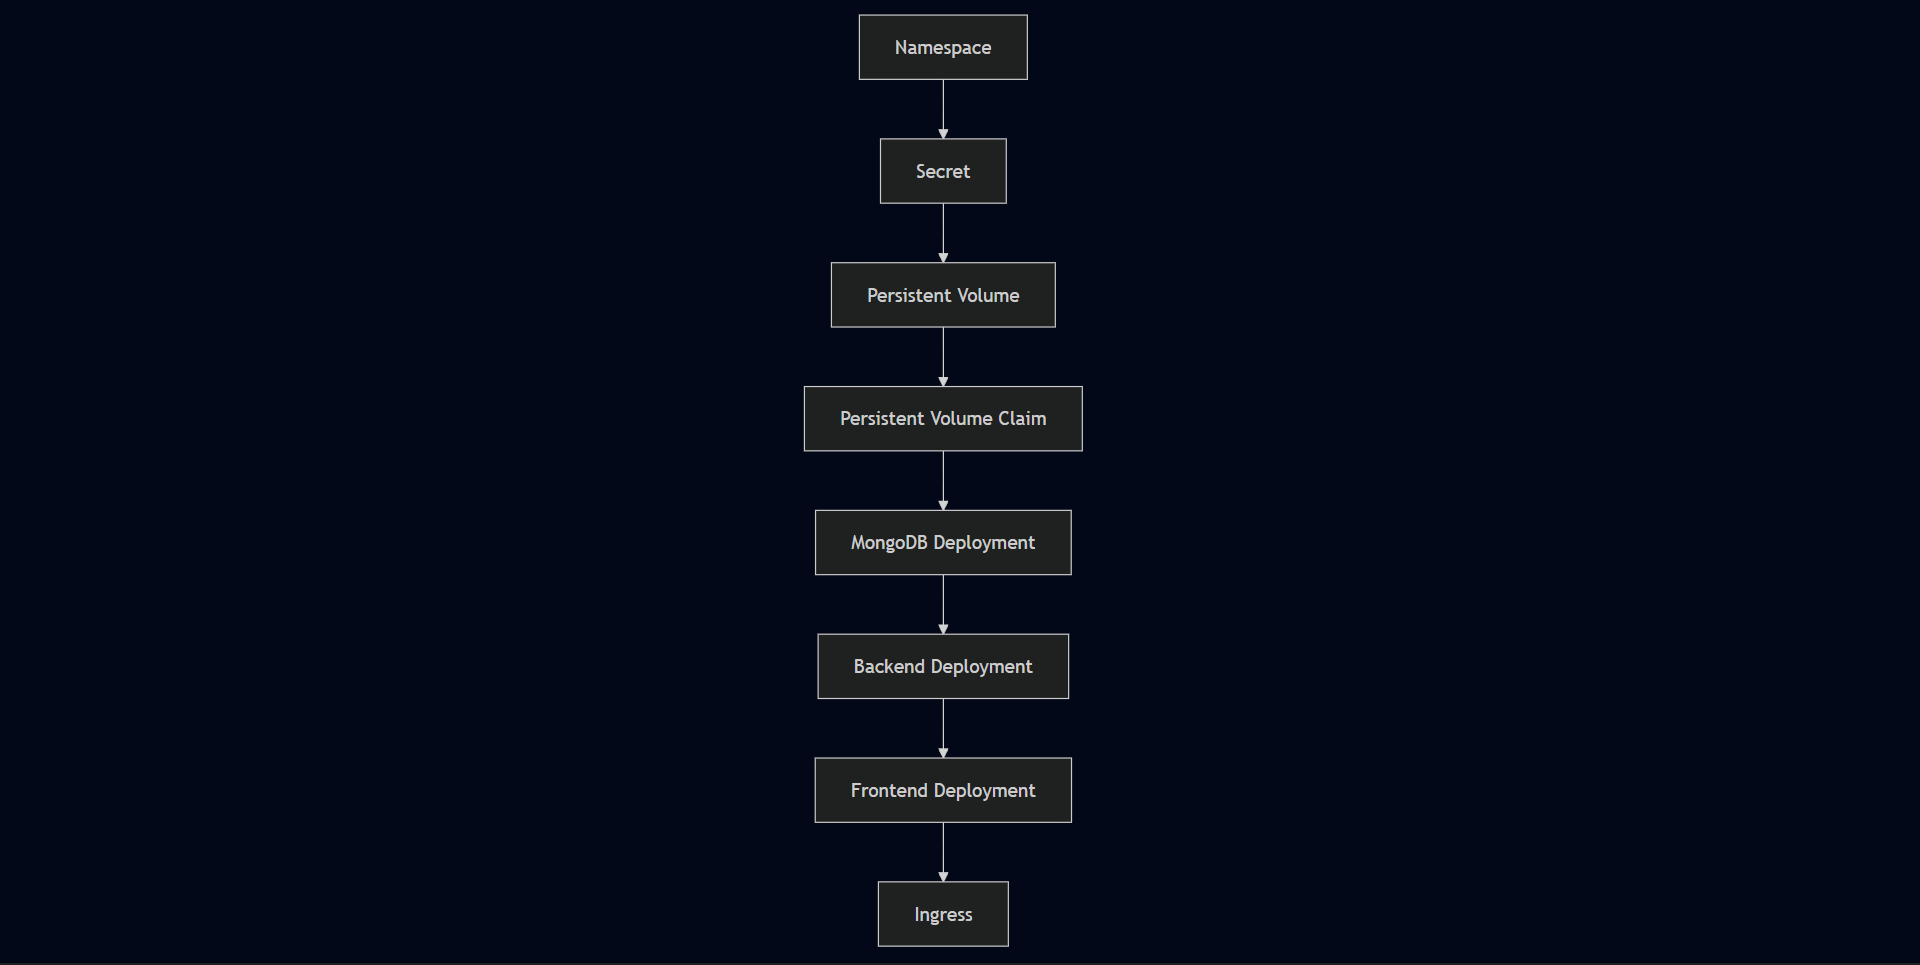 Namespace
Secret
Persistent Volume
Persistent Volume Claim
MongoDB Deployment
Backend Deployment
Frontend Deployment
Ingress